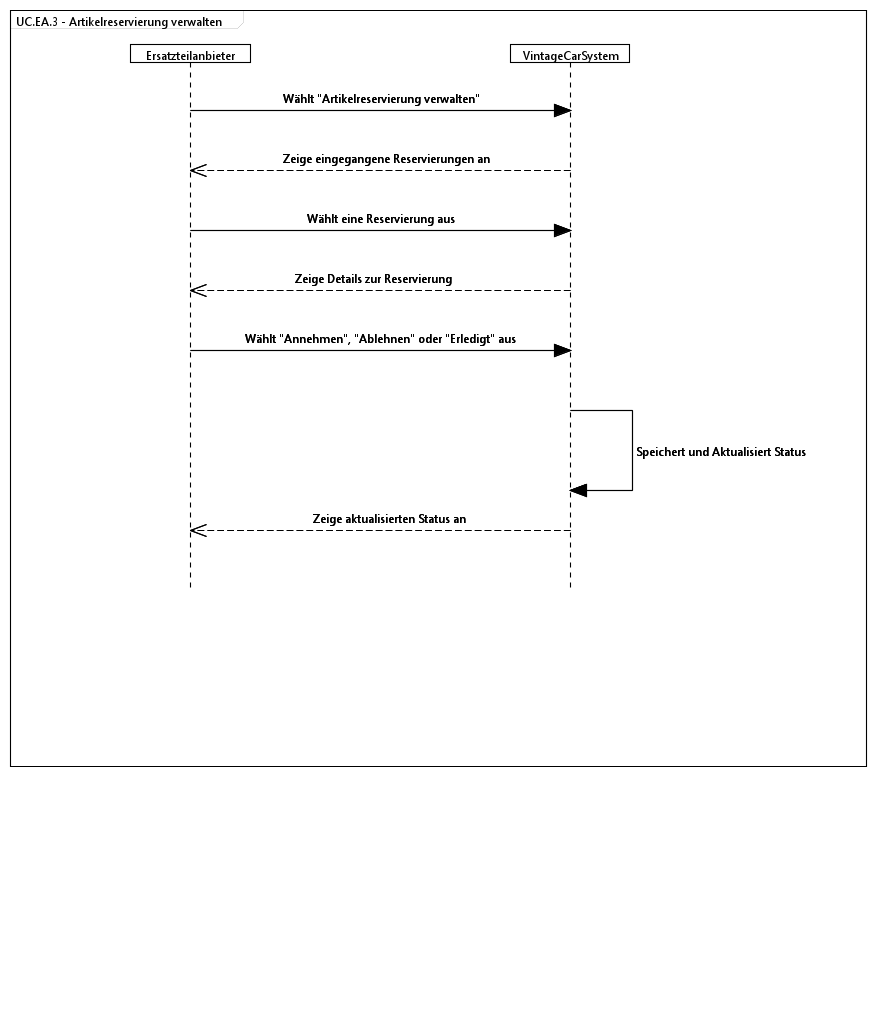 UC.EA.3 - Artikelreservierung verwalten
Ersatzteilanbieter
VintageCarSystem
Wählt "Artikelreservierung verwalten"
Zeige eingegangene Reservierungen an
Wählt eine Reservierung aus
Zeige Details zur Reservierung
Wählt "Annehmen", "Ablehnen" oder "Erledigt" aus
Speichert und Aktualisiert Status
Zeige aktualisierten Status an